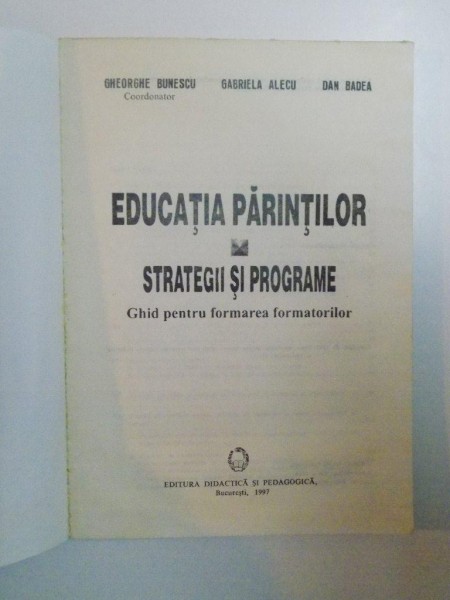 GHEORGHE BUNESCU GABRIELA ALECU DAN BADEA
Coordonator
EDUCAȚIA PĂRINȚILOR
STRATEGII ȘI PROGRAME
Ghid pentru formarea formatorilor
EDITURA DIDACTICĂ ȘI PEDAGOGICĂ,
București, 1997